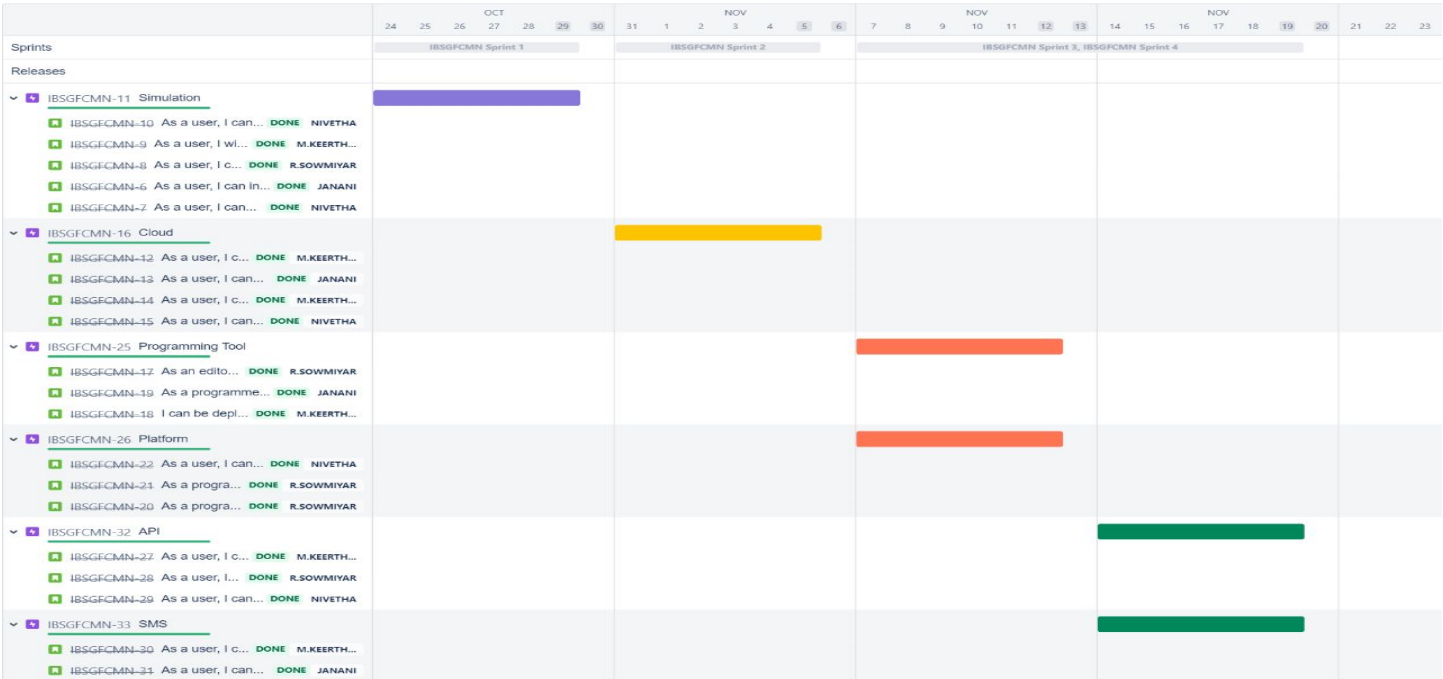 OCT NOV NOV NOV
24 25 26 27 28 29 30 31 1 2 3 4 5 6 7 8 9 10 11 12 13 14 15 16 17 18 19 20 21 22 23
Sprints IBSGFCMN Sprint 1 IBSGFCMN Sprint 2 IBSGFCMN Sprint 3, IBSGFCMN Sprint 4
Releases
IBSGFCMN-11 Simulation
IBSGFCMN-10 As a user, I can... DONE NIVETHA
IBSGFCMN-9 As a user, I wi... DONE M.KEERTH...
IBSGFCMN-8 As a user, I c... DONE R.SOWMIYAR
IBSGFCMN-6 As a user, I can in... DONE JANANI
IBSGFCMN-7 As a user, I can... DONE NIVETHA
IBSGFCMN-16 Cloud
IBSGFCMN-12 As a user, I c... DONE M.KEERTH...
IBSGFCMN-13 As a user, I can... DONE JANANI
IBSGFCMN-14 As a user, I c... DONE M.KEERTH...
IBSGFCMN-15 As a user, I can... DONE NIVETHA
IBSGFCMN-25 Programming Tool
IBSGFCMN-17 As an edito... DONE R.SOWMIYAR
IBSGFCMN-19 As a programme... DONE JANANI
IBSGFCMN-18 I can be depl... DONE M.KEERTH...
IBSGFCMN-26 Platform
IBSGFCMN-22 As a user, I can... DONE NIVETHA
IBSGFCMN-21 As a progra... DONE R.SOWMIYAR
IBSGFCMN-20 As a progra... DONE R.SOWMIYAR
IBSGFCMN-32 API
IBSGFCMN-27 As a user, I c... DONE M.KEERTH...
IBSGFCMN-28 As a user, I... DONE R.SOWMIYAR
IBSGFCMN-29 As a user, I can... DONE NIVETHA
IBSGFCMN-33 SMS
IBSGFCMN-30 As a user, I c... DONE M.KEERTH...
IBSGFCMN-31 As a user, I can... DONE JANANI